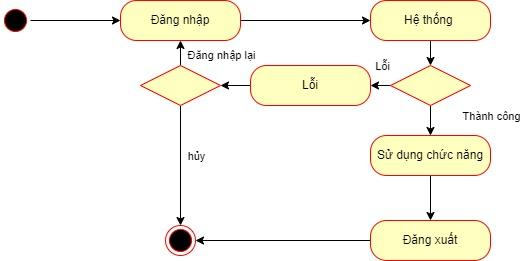 Đăng nhập
Hệ thống
Đăng nhập lại
Lỗi
Lỗi
Thành công
Sử dụng chức năng
hủy
Đăng xuất